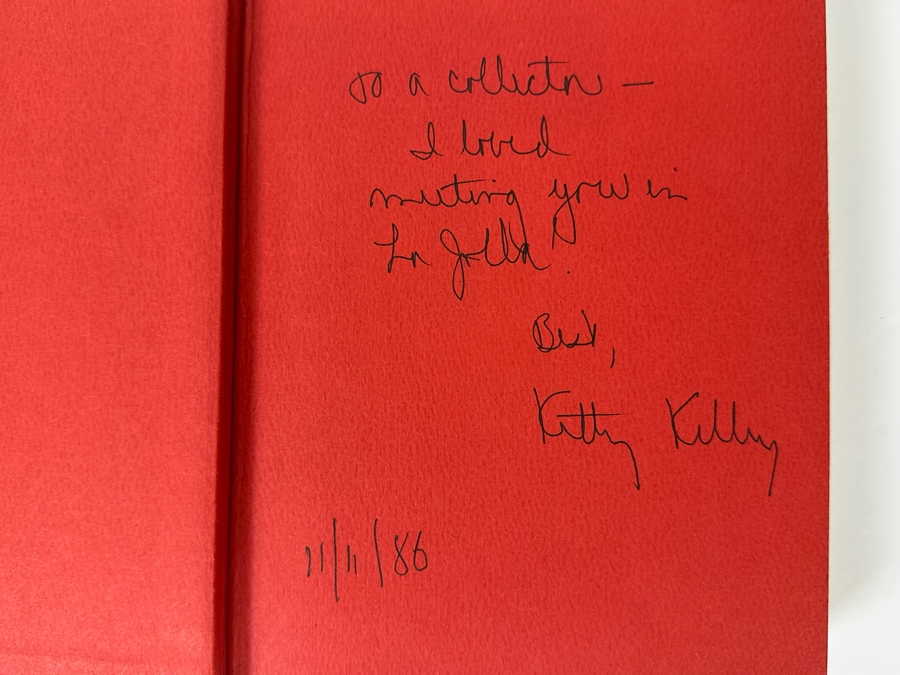 To a collector —
I loved
meeting you in
La Jolla!
Best,
Kitty Kelley
11/11/86